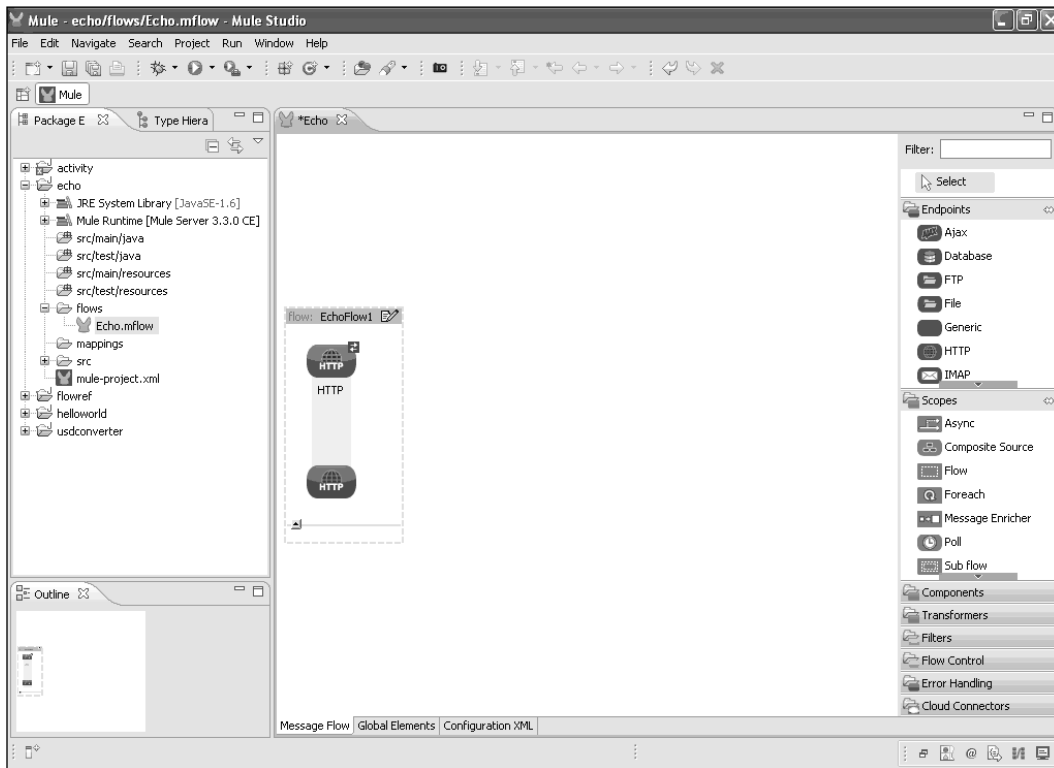 Mule - echo/flows/Echo.mflow - Mule Studio
File Edit Navigate Search Project Run Window Help
Mule
Package E
Type Hiera
activity
echo
JRE System Library [JavaSE-1.6]
Mule Runtime [Mule Server 3.3.0 CE]
src/main/java
src/test/java
src/main/resources
src/test/resources
flows
Echo.mflow
mappings
src
mule-project.xml
flowref
helloworld
usdconverter
Outline
*Echo
flow: EchoFlow1
HTTP
HTTP
HTTP
Message Flow Global Elements Configuration XML
Filter:
Select
Endpoints
Ajax
Database
FTP
File
Generic
HTTP
IMAP
Scopes
Async
Composite Source
Flow
Foreach
Message Enricher
Poll
Sub flow
Components
Transformers
Filters
Flow Control
Error Handling
Cloud Connectors